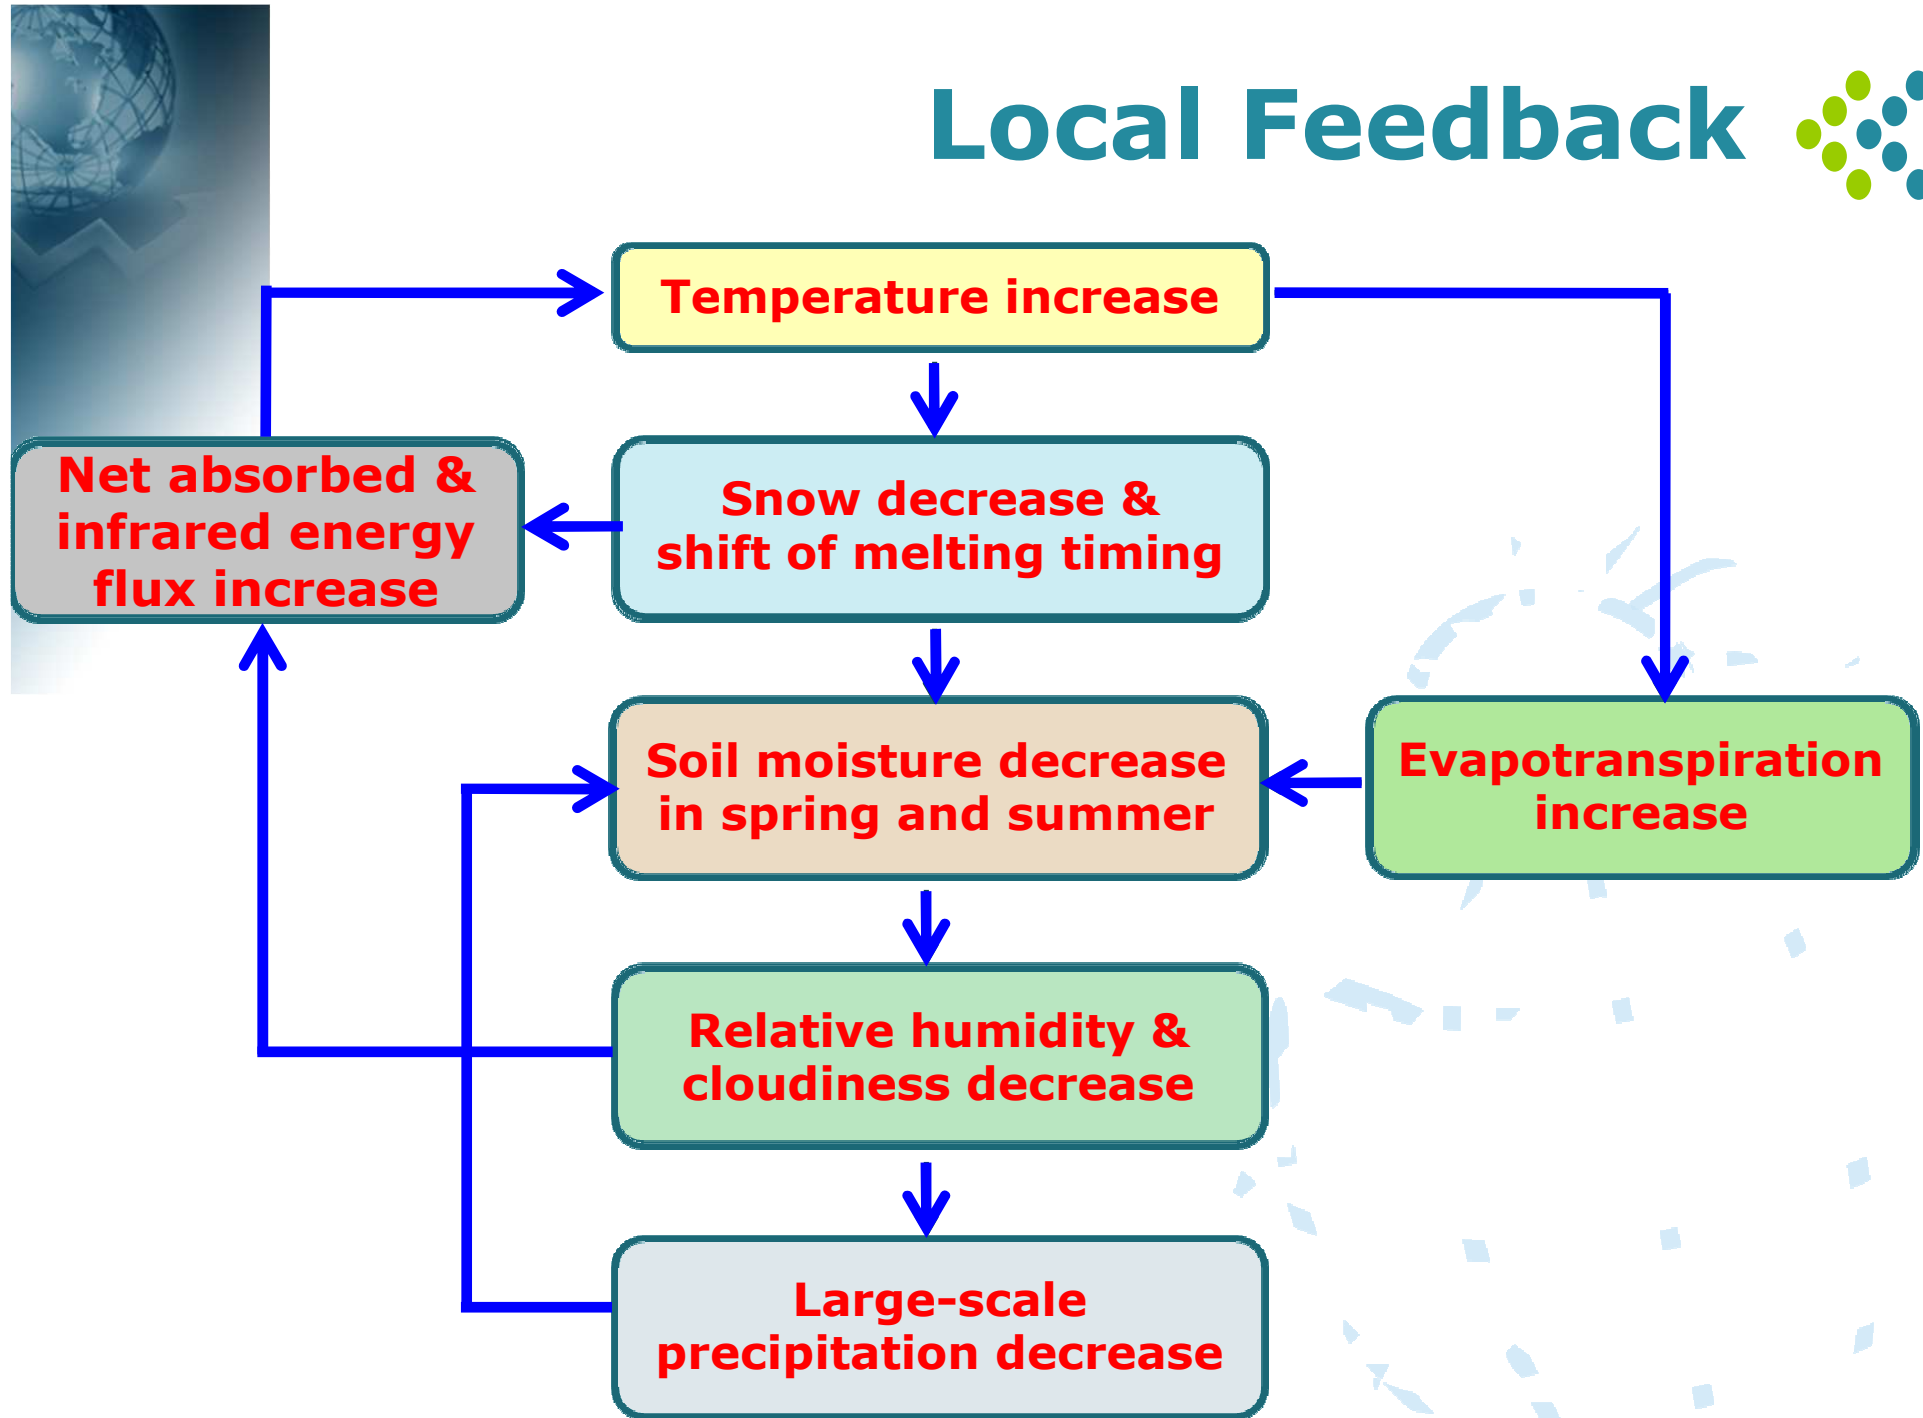 Local Feedback
Temperature increase
Net absorbed &
infrared energy
flux increase
Snow decrease &
shift of melting timing
Soil moisture decrease
in spring and summer
Evapotranspiration
increase
Relative humidity &
cloudiness decrease
Large-scale
precipitation decrease